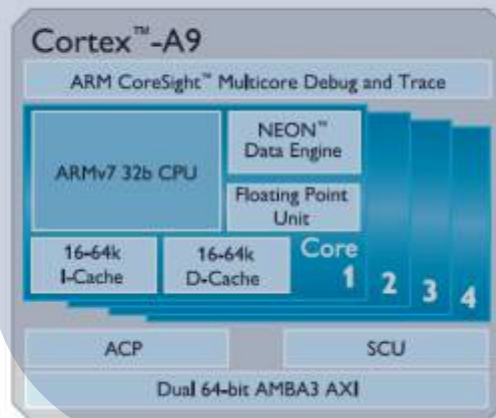 Cortex™-A9
ARM CoreSight™ Multicore Debug and Trace
NEON™
Data Engine
ARMv7 32b CPU
Floating Point
Unit
16-64k
I-Cache
16-64k
D-Cache
Core
1
2
3
4
ACP
SCU
Dual 64-bit AMBA3 AXI